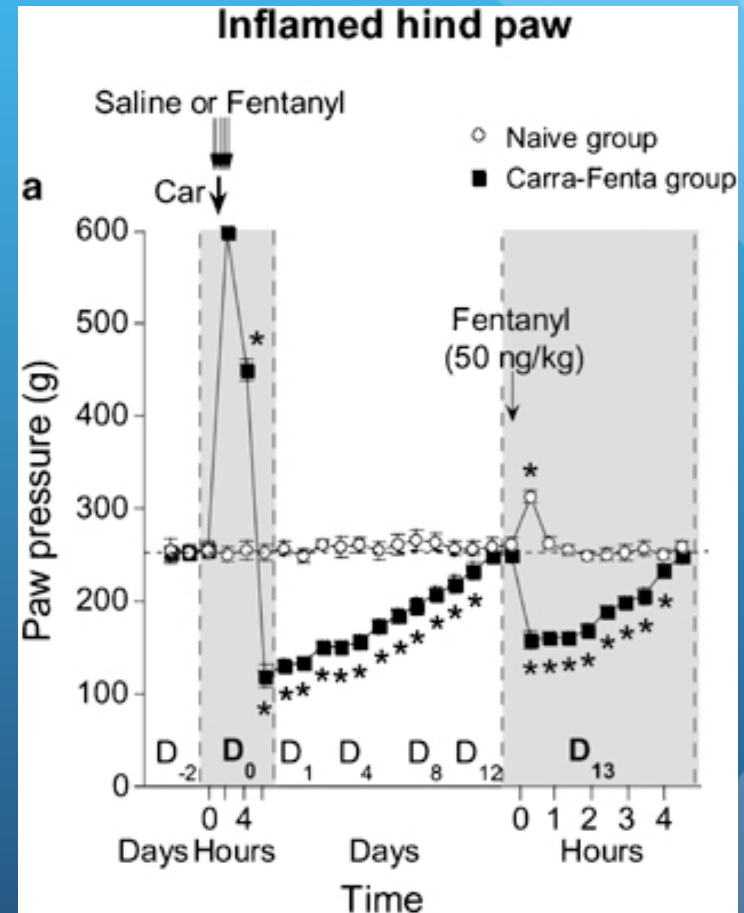 Inflamed hind paw
Saline or Fentanyl
Naive group
Carra-Fenta group
a
Car
600
500
400
300
200
100
0
Paw pressure (g)
*
Fentanyl
(50 ng/kg)
*
* * * * * * * * * * * *
* * * * * * * *
D-2 D0 D1 D4 D8 D12 D13
0 4 0 1 2 3 4
Days Hours Days Hours
Time